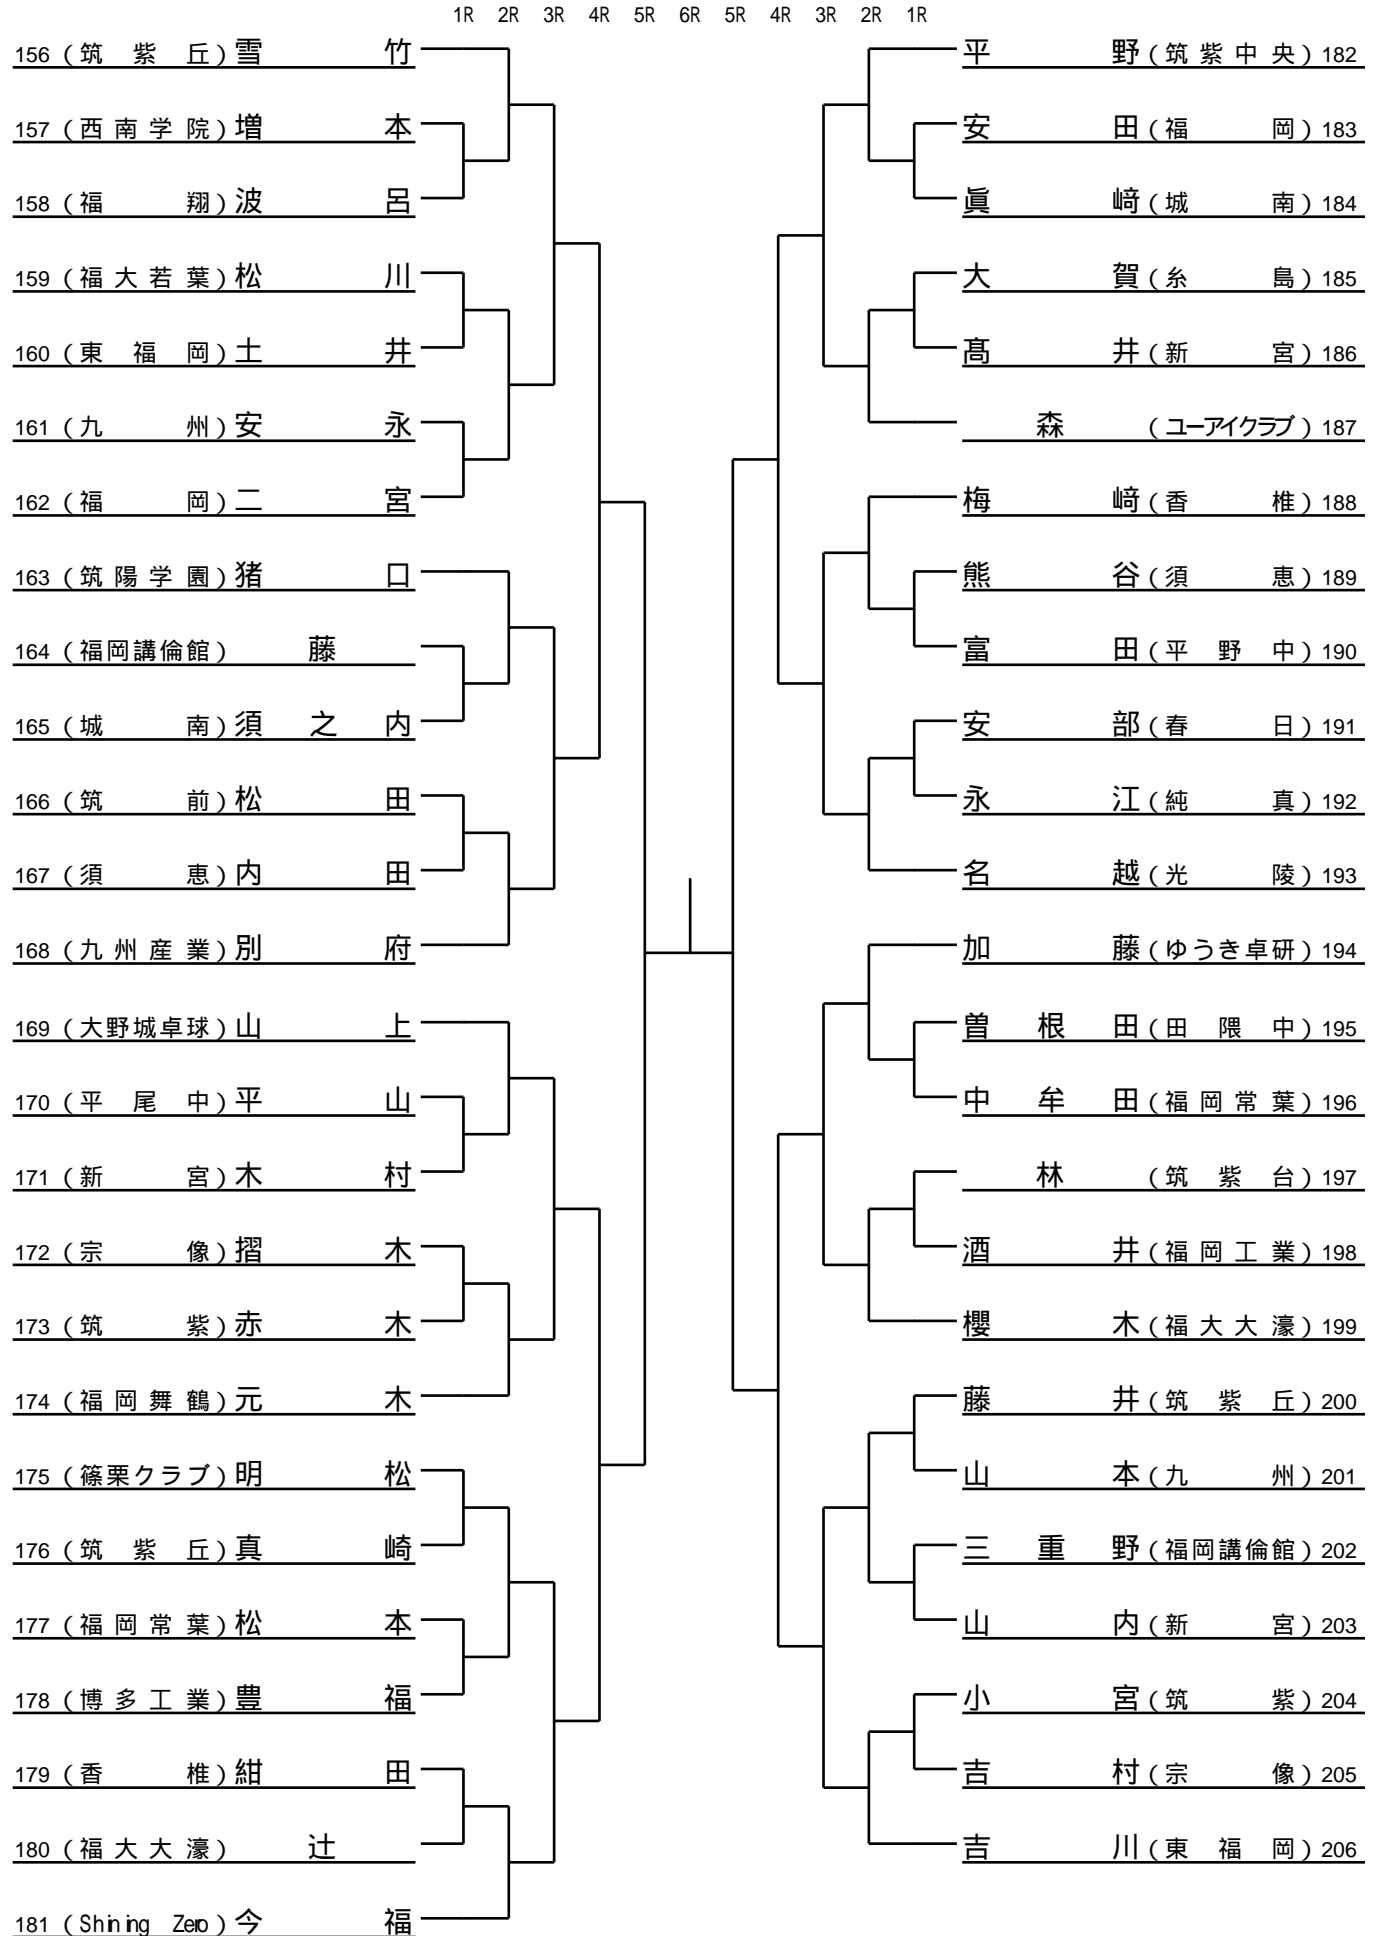 1R 2R 3R 4R 5R 6R 5R 4R 3R 2R 1R
156 (筑紫丘) 雪竹
157 (西南学院) 増本
158 (福翔) 波呂
159 (福大若葉) 松川
160 (東福岡) 土井
161 (九州) 安永
162 (福岡) 二宮
163 (筑陽学園) 猪口
164 (福岡講倫館) 藤
165 (城南) 須之内
166 (筑前) 松田
167 (須恵) 内田
168 (九州産業) 別府
169 (大野城卓球) 山上
170 (平尾中) 平山
171 (新宮) 木村
172 (宗像) 摺木
173 (筑紫) 赤木
174 (福岡舞鶴) 元木
175 (篠栗クラブ) 明松
176 (筑紫丘) 真崎
177 (福岡常葉) 松本
178 (博多工業) 豊福
179 (香椎) 紺田
180 (福大大濠) 辻
181 (Shining Zero) 今福
平野 (筑紫中央) 182
安田 (福岡) 183
眞﨑 (城南) 184
大賀 (糸島) 185
髙井 (新宮) 186
森 (ユーアイクラブ) 187
梅﨑 (香椎) 188
熊谷 (須恵) 189
富田 (平野中) 190
安部 (春日) 191
永江 (純真) 192
名越 (光陵) 193
加藤 (ゆうき卓研) 194
曽根田 (田隈中) 195
中牟田 (福岡常葉) 196
林 (筑紫台) 197
酒井 (福岡工業) 198
櫻木 (福大大濠) 199
藤井 (筑紫丘) 200
山本 (九州) 201
三重野 (福岡講倫館) 202
山内 (新宮) 203
小宮 (筑紫) 204
吉村 (宗像) 205
吉川 (東福岡) 206